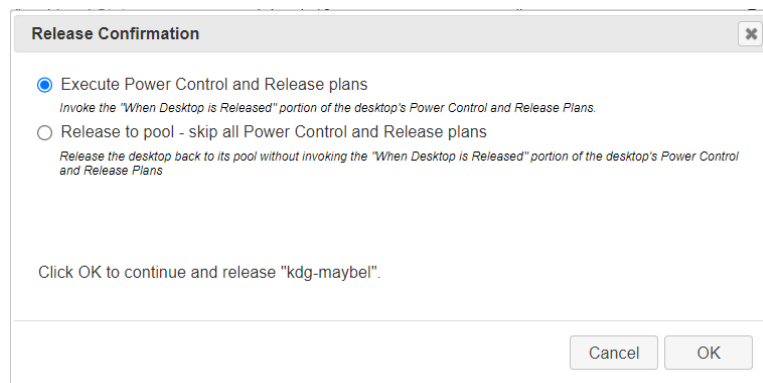 Release Confirmation
Execute Power Control and Release plans
Invoke the "When Desktop is Released" portion of the desktop's Power Control and Release Plans.
Release to pool - skip all Power Control and Release plans
Release the desktop back to its pool without invoking the "When Desktop is Released" portion of the desktop's Power Control
and Release Plans
Click OK to continue and release "kdg-maybel".
Cancel OK